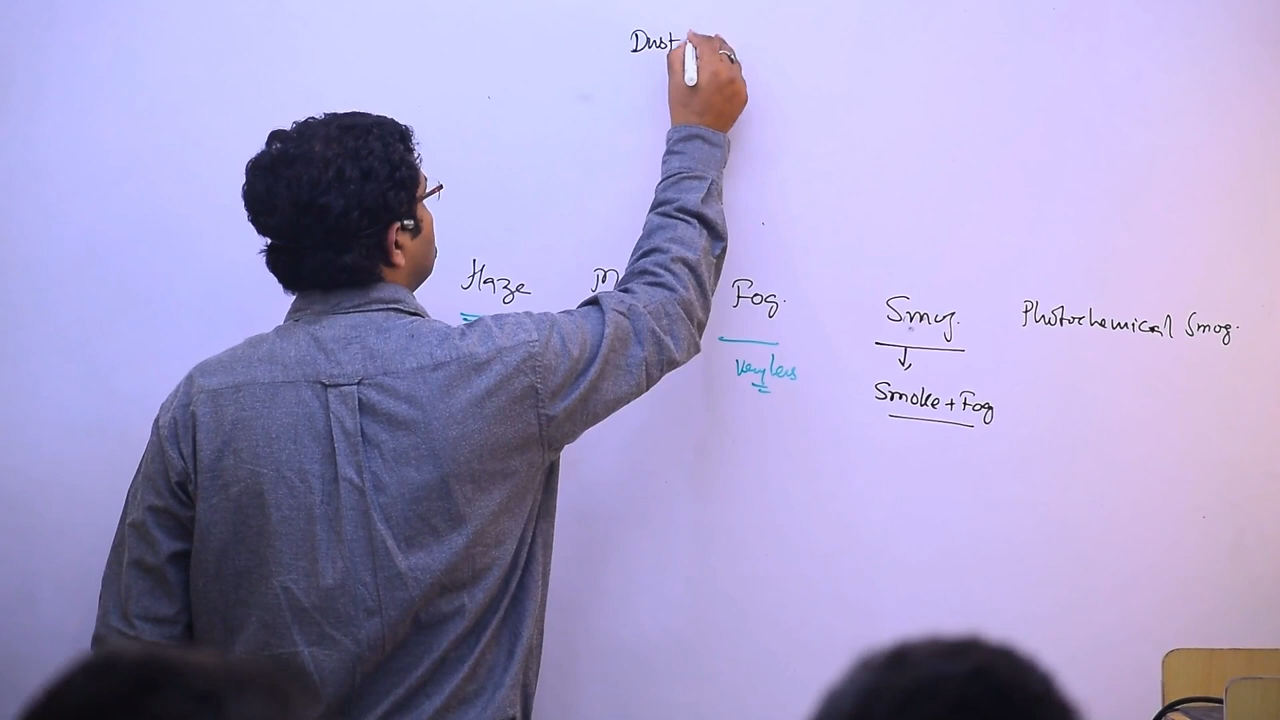 Dust
Haze
Fog.
Smog.
Photochemical Smog.
Very less
Smoke + Fog